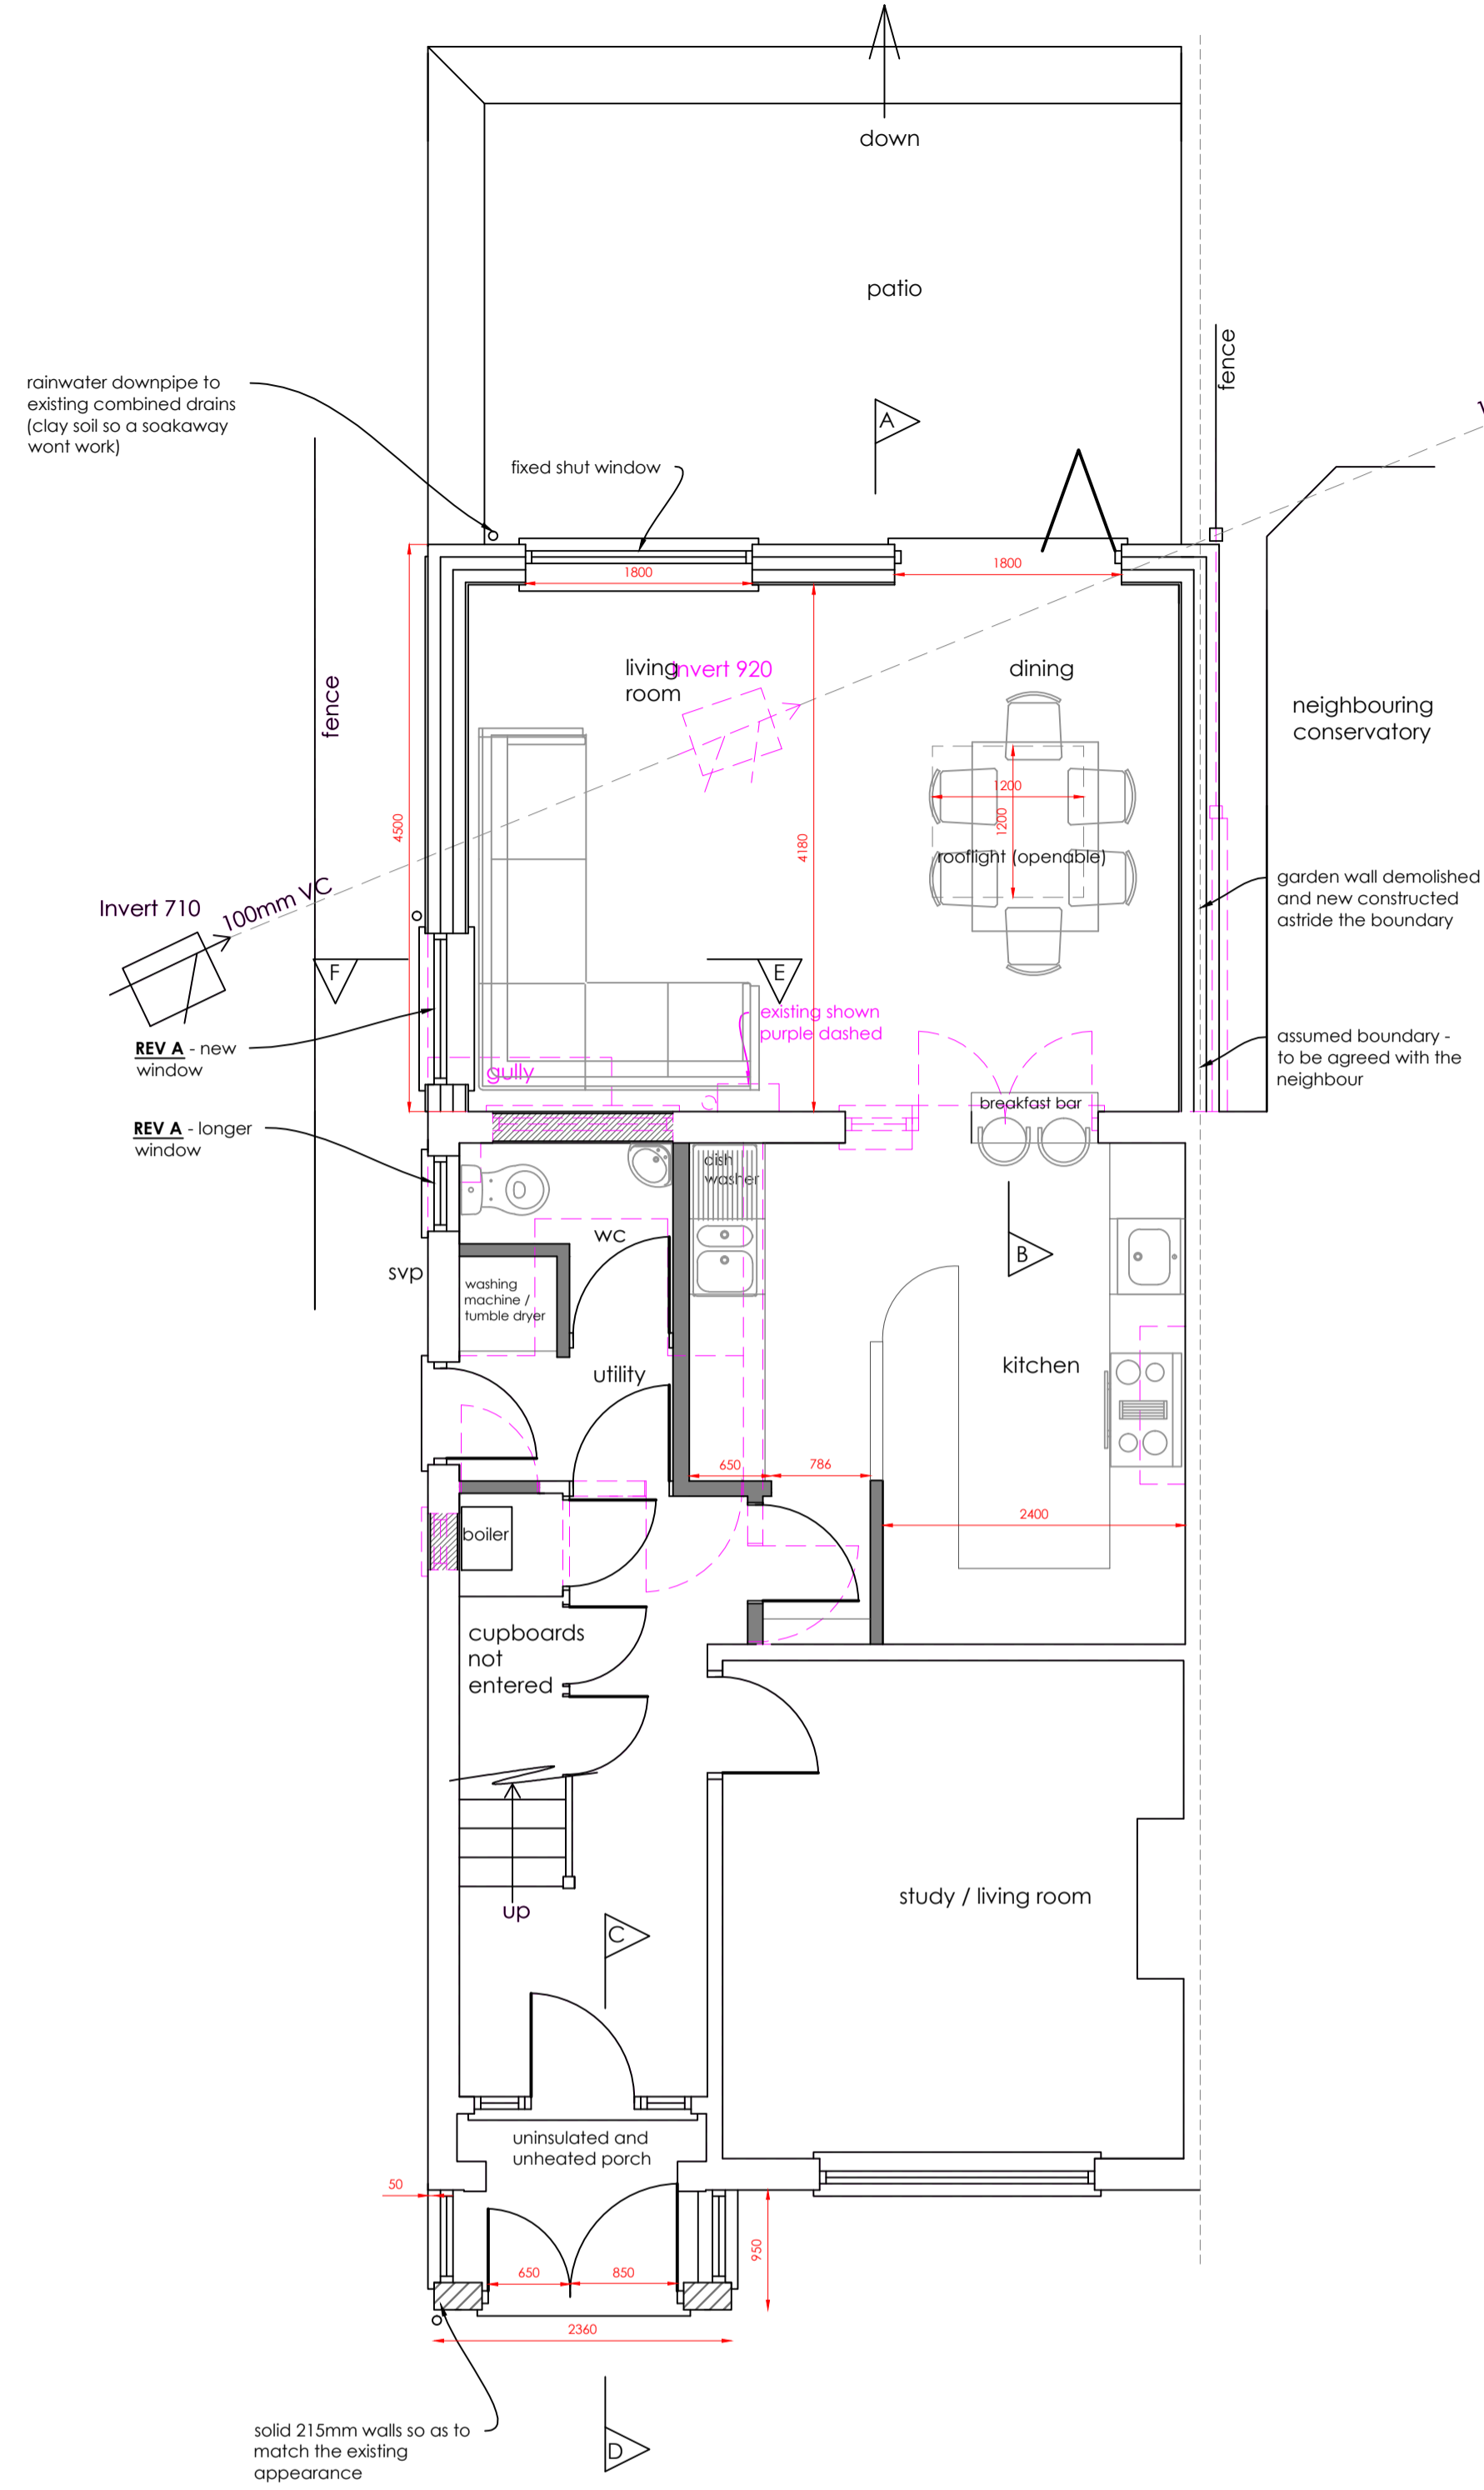 down
patio
fence
rainwater downpipe to
existing combined drains
(clay soil so a soakaway
wont work)
A
fixed shut window
1800
1800
living
room
Invert 920
dining
fence
neighbouring
conservatory
1200
1200
4500
4180
rooflight (openable)
garden wall demolished
and new constructed
astride the boundary
Invert 710
100mm VC
F
E
existing shown
purple dashed
REV A - new
window
gully
assumed boundary -
to be agreed with the
neighbour
breakfast bar
REV A - longer
window
dish
washer
wc
B
svp
washing
machine /
tumble dryer
utility
kitchen
650
786
2400
boiler
cupboards
not
entered
study / living room
up
C
uninsulated and
unheated porch
50
950
650
850
2360
solid 215mm walls so as to
match the existing
appearance
D